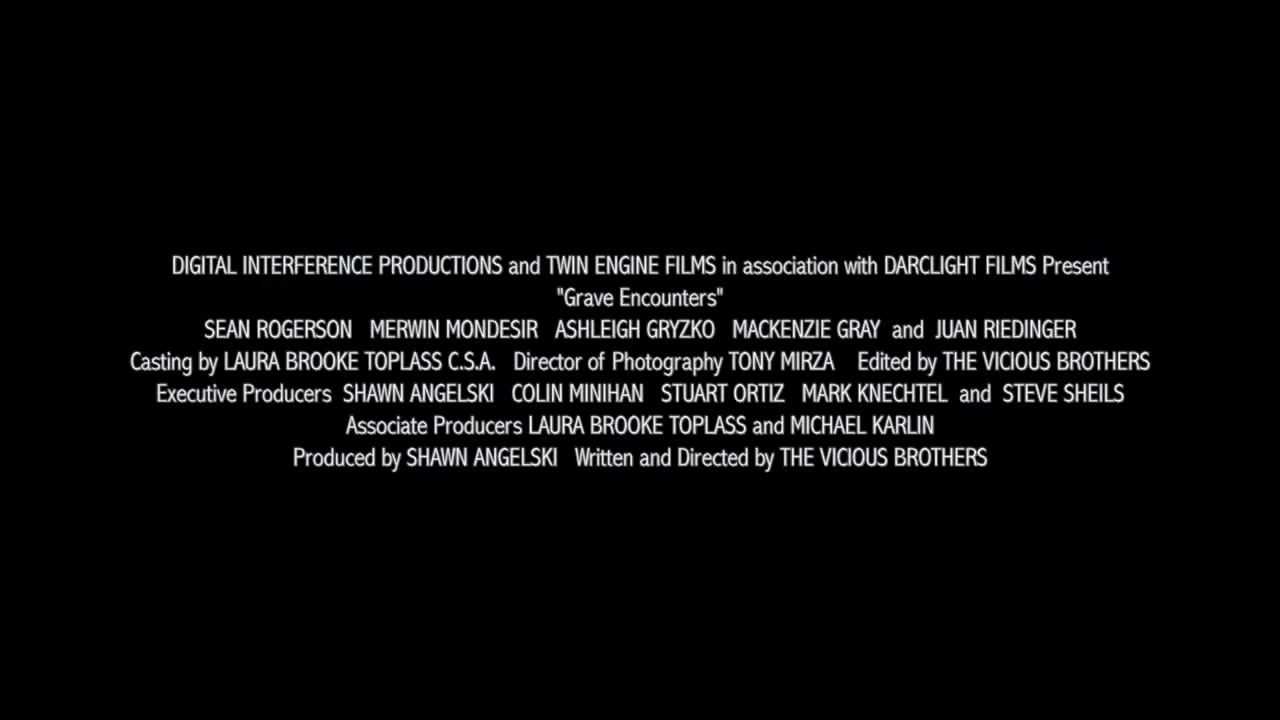 DIGITAL INTERFERENCE PRODUCTIONS and TWIN ENGINE FILMS in association with DARCLIGHT FILMS Present
"Grave Encounters"
SEAN ROGERSON MERWIN MONDESIR ASHLEIGH GRYZKO MACKENZIE GRAY and JUAN RIEDINGER
Casting by LAURA BROOKE TOPLASS C.S.A. Director of Photography TONY MIRZA Edited by THE VICIOUS BROTHERS
Executive Producers SHAWN ANGELSKI COLIN MINIHAN STUART ORTIZ MARK KNECHTEL and STEVE SHEILS
Associate Producers LAURA BROOKE TOPLASS and MICHAEL KARLIN
Produced by SHAWN ANGELSKI Written and Directed by THE VICIOUS BROTHERS